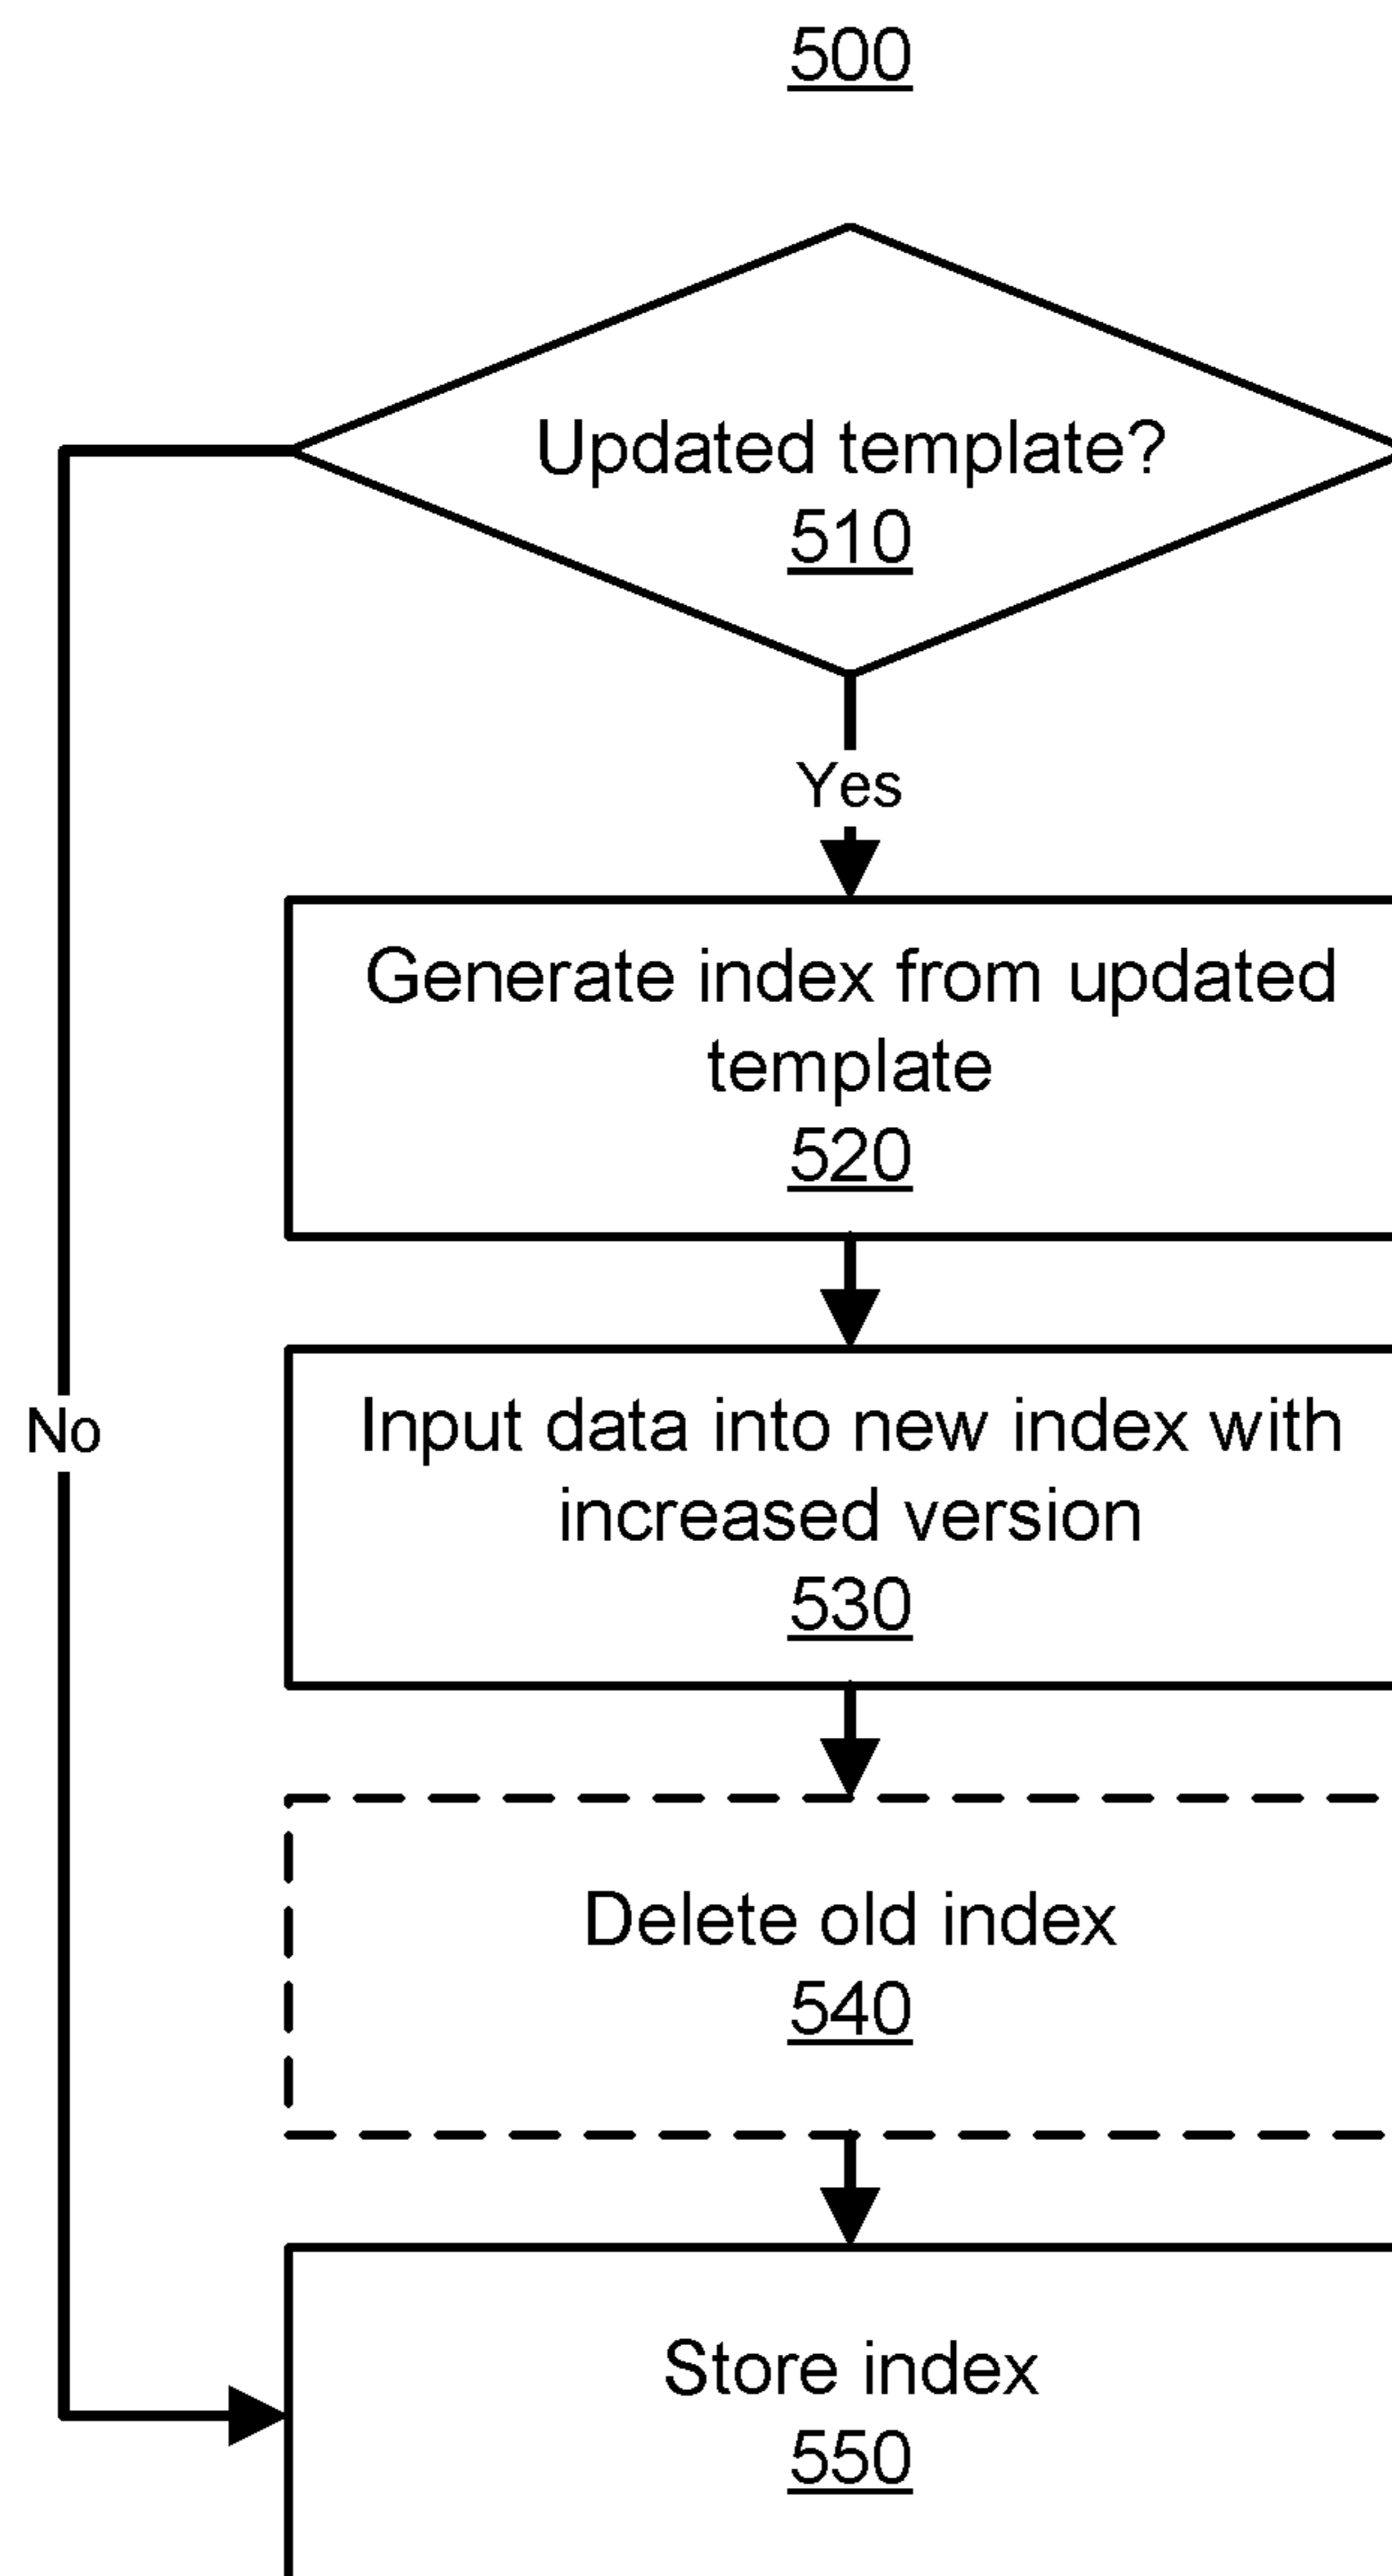 500
Updated template?
510
Yes
Generate index from updated
template
520
No
Input data into new index with
increased version
530
Delete old index
540
Store index
550